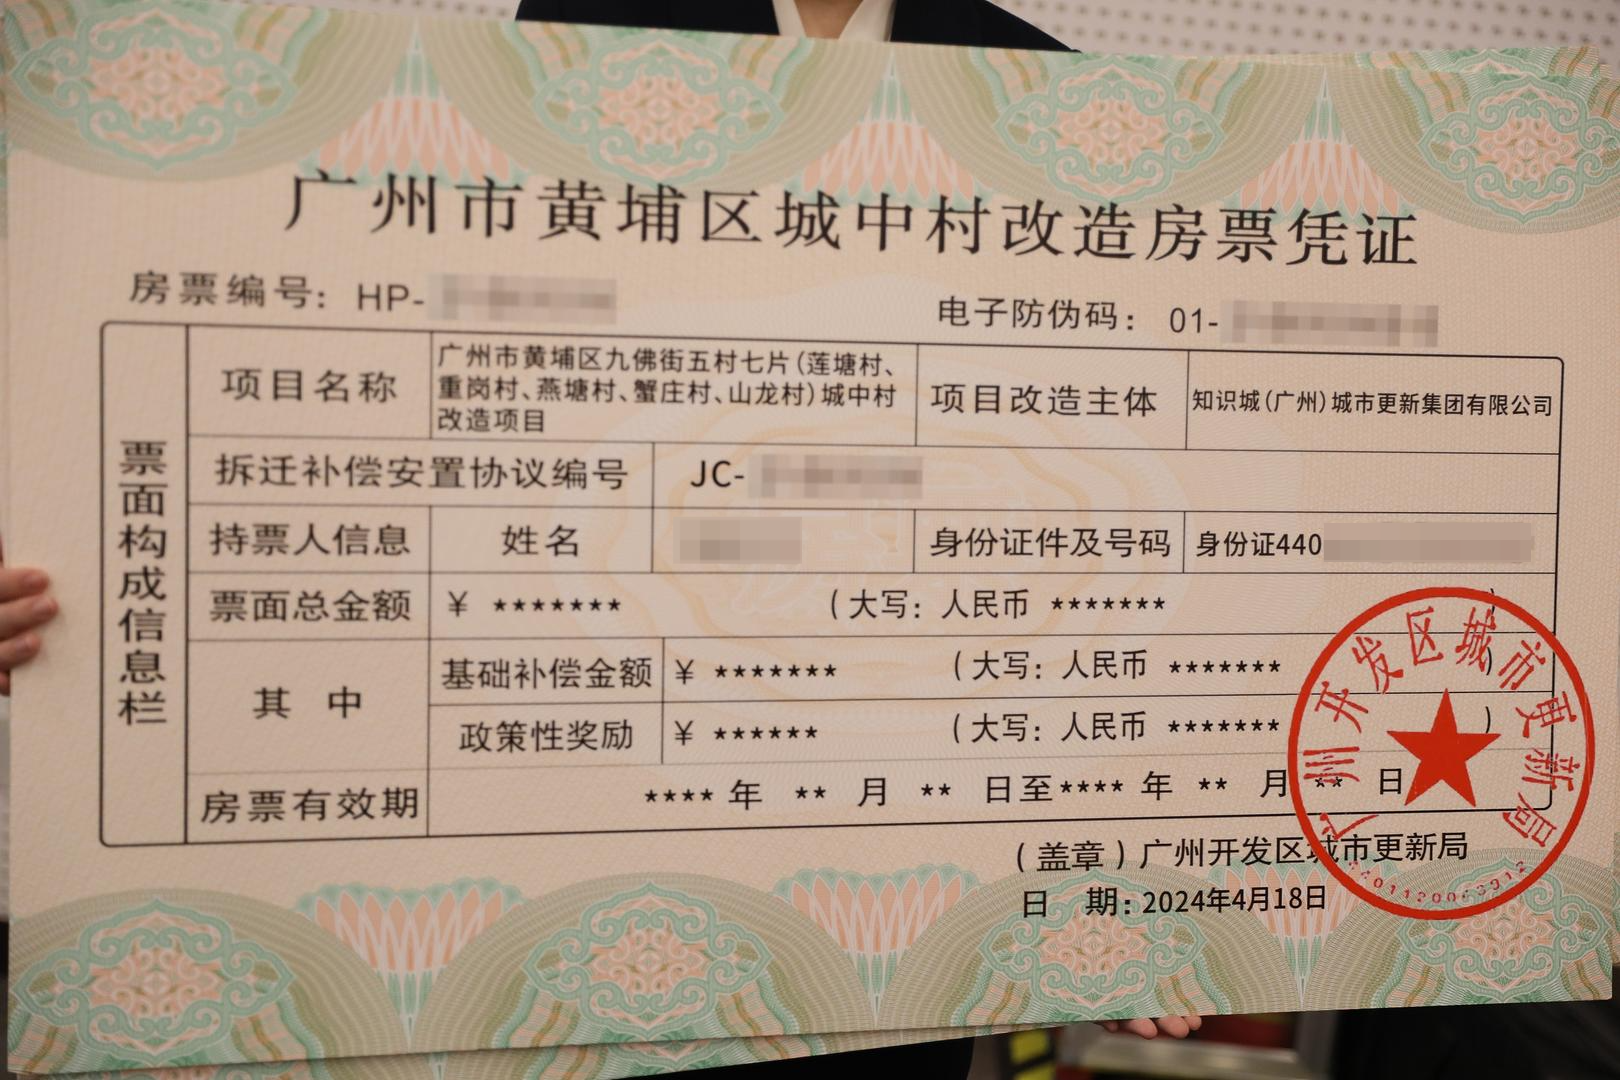 广州市黄埔区城中村改造房票凭证
房票编号：HP-
电子防伪码：01-
票面构成信息栏
项目名称
广州市黄埔区九佛街五村七片（莲塘村、
重岗村、燕塘村、蟹庄村、山龙村）城中村
改造项目
项目改造主体
知识城（广州）城市更新集团有限公司
拆迁补偿安置协议编号
JC-
持票人信息
姓名
身份证件及号码
身份证440
票面总金额
￥ *******
（大写：人民币 ******* ）
其 中
基础补偿金额
￥ *******
（大写：人民币 ******* ）
政策性奖励
￥ ******
（大写：人民币 ******* ）
房票有效期
**** 年 ** 月 ** 日至 **** 年 ** 月 ** 日
（盖章）广州开发区城市更新局
日 期：2024年4月18日
广州开发区城市更新局